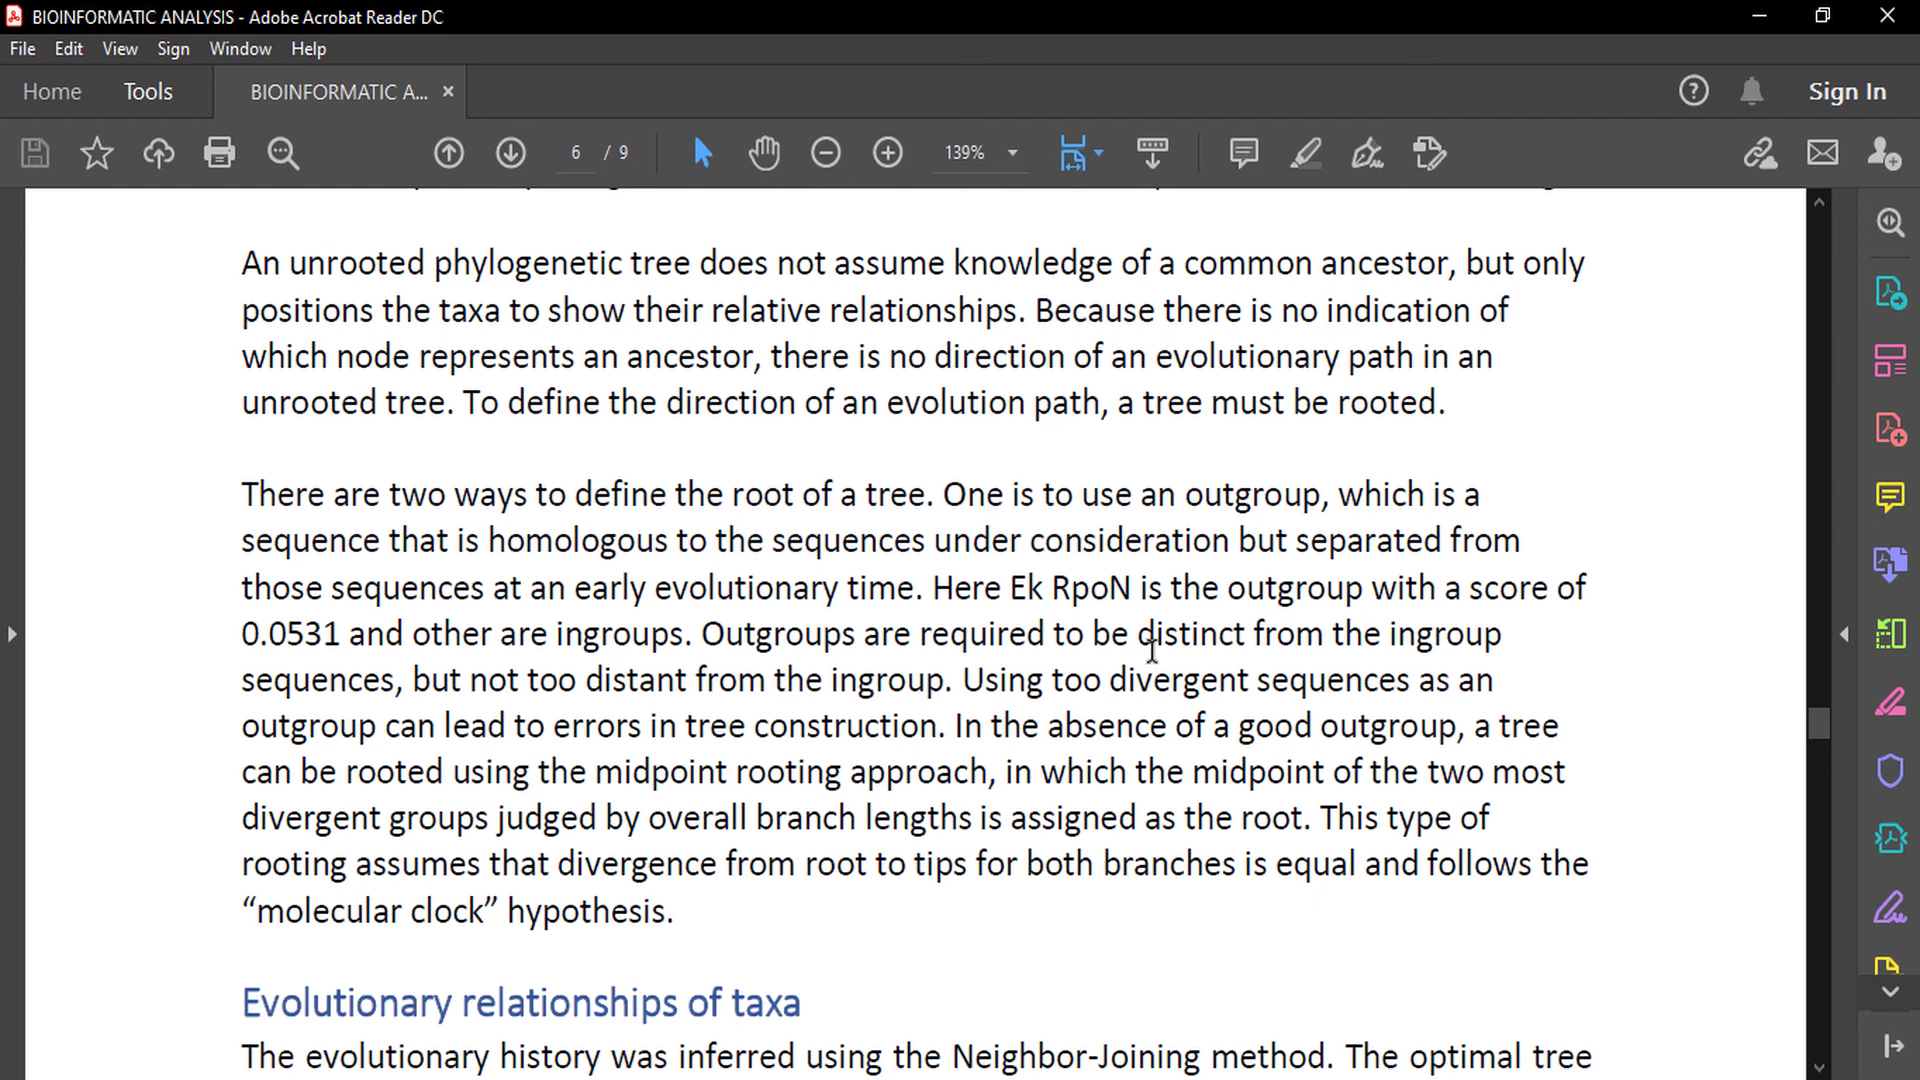 BIOINFORMATIC ANALYSIS - Adobe Acrobat Reader DC
File Edit View Sign Window Help
Home Tools BIOINFORMATIC A... Sign In
6 / 9 139%
An unrooted phylogenetic tree does not assume knowledge of a common ancestor, but only
positions the taxa to show their relative relationships. Because there is no indication of
which node represents an ancestor, there is no direction of an evolutionary path in an
unrooted tree. To define the direction of an evolution path, a tree must be rooted.
There are two ways to define the root of a tree. One is to use an outgroup, which is a
sequence that is homologous to the sequences under consideration but separated from
those sequences at an early evolutionary time. Here Ek RpoN is the outgroup with a score of
0.0531 and other are ingroups. Outgroups are required to be distinct from the ingroup
sequences, but not too distant from the ingroup. Using too divergent sequences as an
outgroup can lead to errors in tree construction. In the absence of a good outgroup, a tree
can be rooted using the midpoint rooting approach, in which the midpoint of the two most
divergent groups judged by overall branch lengths is assigned as the root. This type of
rooting assumes that divergence from root to tips for both branches is equal and follows the
“molecular clock” hypothesis.
Evolutionary relationships of taxa
The evolutionary history was inferred using the Neighbor-Joining method. The optimal tree